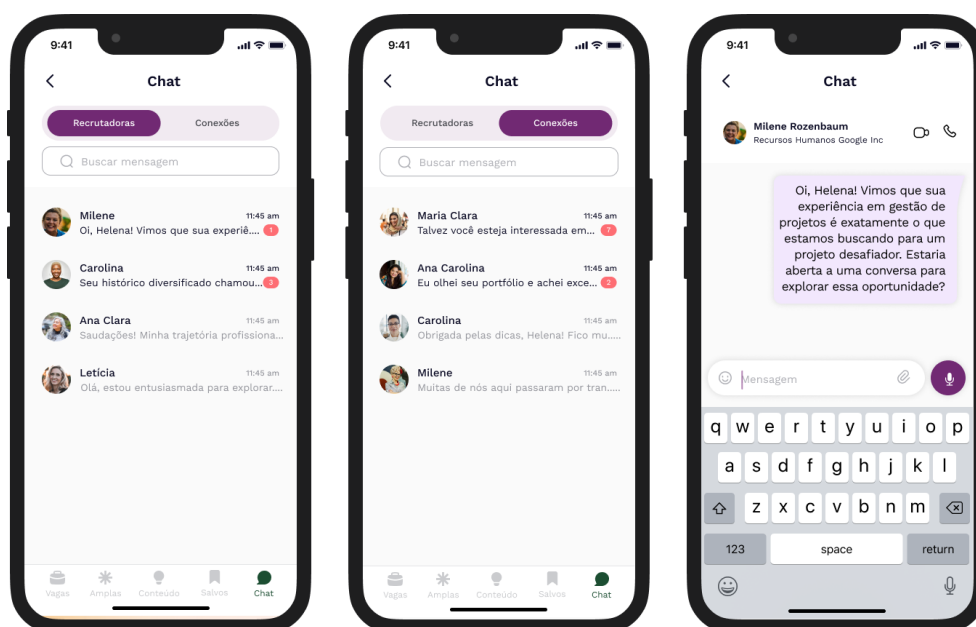 9:41
Chat
Recrutadoras Conexões
Buscar mensagem
Milene 11:45 am
Oi, Helena! Vimos que sua experiê.... 1
Carolina 11:45 am
Seu histórico diversificado chamou... 3
Ana Clara 11:45 am
Saudações! Minha trajetória profissiona...
Letícia 11:45 am
Olá, estou entusiasmada para explorar....
Vagas Amplas Conteúdo Salvos Chat
9:41
Chat
Recrutadoras Conexões
Buscar mensagem
Maria Clara 11:45 am
Talvez você esteja interessada em... 7
Ana Carolina 11:45 am
Eu olhei seu portfólio e achei exce... 2
Carolina 11:45 am
Obrigada pelas dicas, Helena! Fico mu.....
Milene 11:45 am
Muitas de nós aqui passaram por tran.....
Vagas Amplas Conteúdo Salvos Chat
9:41
Chat
Milene Rozenbaum
Recursos Humanos Google Inc
Oi, Helena! Vimos que sua
experiência em gestão de
projetos é exatamente o que
estamos buscando para um
projeto desafiador. Estaria
aberta a uma conversa para
explorar essa oportunidade?
Mensagem
q w e r t y u i o p
a s d f g h j k l
z x c v b n m
123 space return